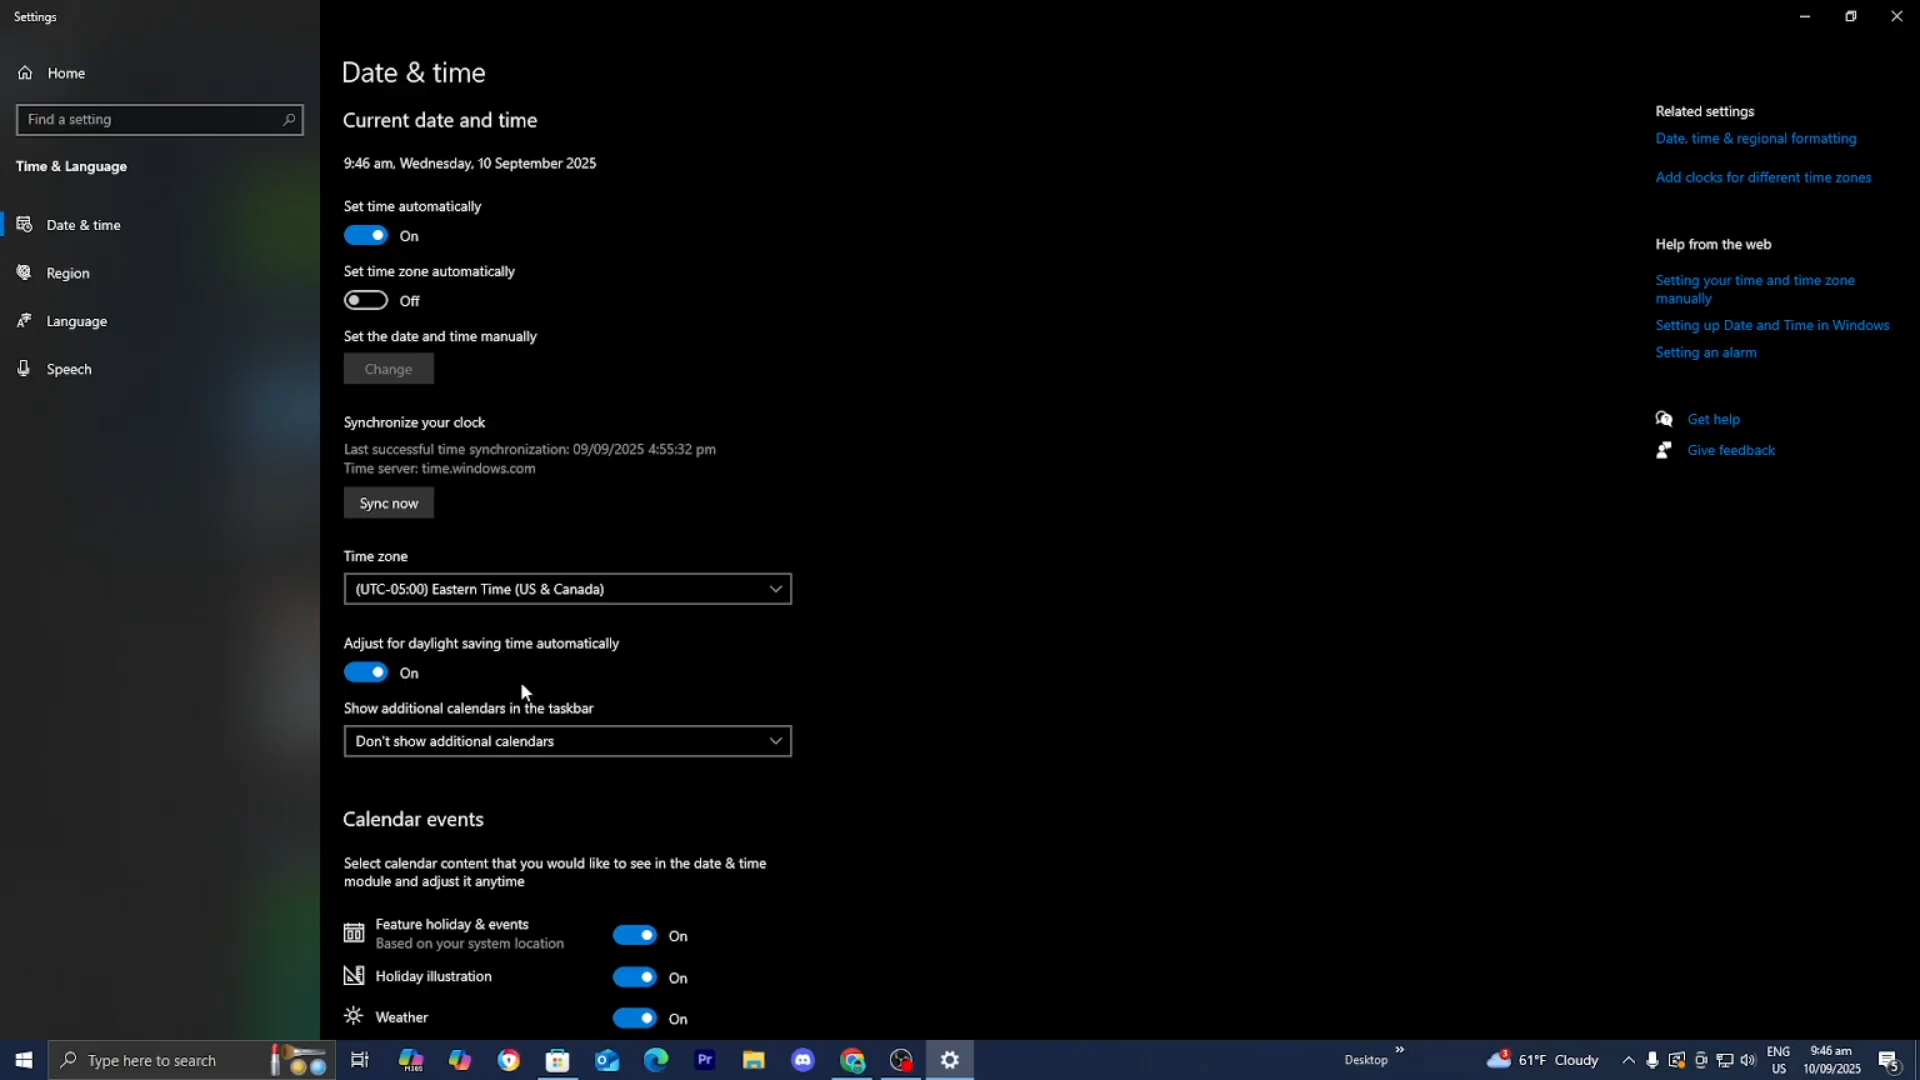 Settings
Home
Find a setting
Time & Language
Date & time
Region
Language
Speech
Date & time
Current date and time
9:46 am, Wednesday, 10 September 2025
Set time automatically
On
Set time zone automatically
Off
Set the date and time manually
Change
Synchronize your clock
Last successful time synchronization: 09/09/2025 4:55:32 pm
Time server: time.windows.com
Sync now
Time zone
(UTC-05:00) Eastern Time (US & Canada)
Adjust for daylight saving time automatically
On
Show additional calendars in the taskbar
Don't show additional calendars
Calendar events
Select calendar content that you would like to see in the date & time
module and adjust it anytime
Feature holiday & events
Based on your system location
On
Holiday illustration
On
Weather
On
Related settings
Date, time & regional formatting
Add clocks for different time zones
Help from the web
Setting your time and time zone
manually
Setting up Date and Time in Windows
Setting an alarm
Get help
Give feedback
Type here to search
M365
Pr
Desktop
3
61°F Cloudy
ENG
US
9:46 am
10/09/2025
5